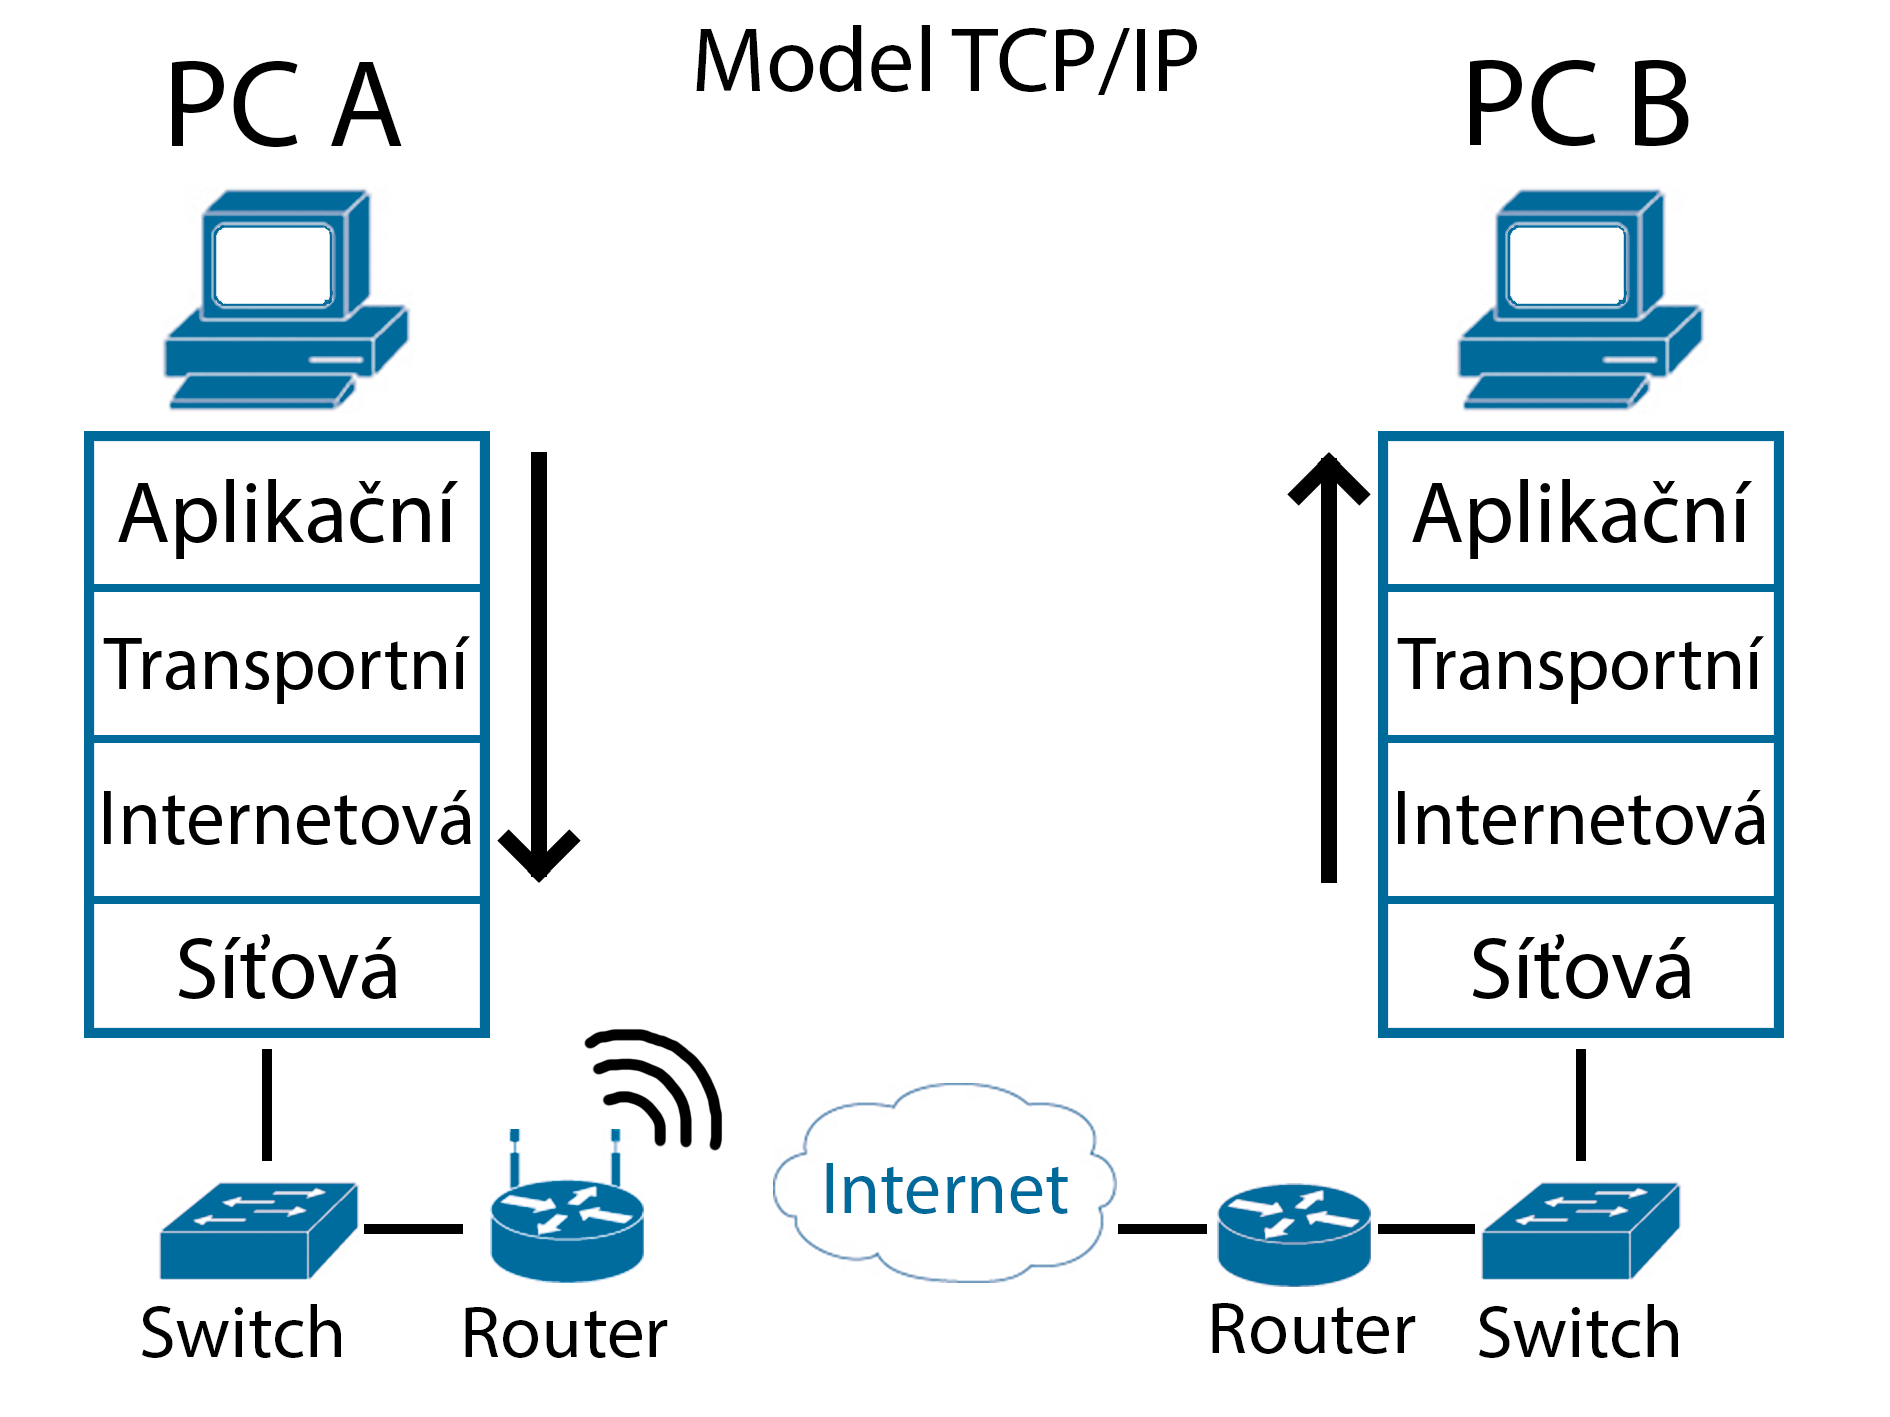 Model TCP/IP
PC A
PC B
Aplikační
Transportní
Internetová
Síťová
Aplikační
Transportní
Internetová
Síťová
Internet
Switch
Router
Router
Switch